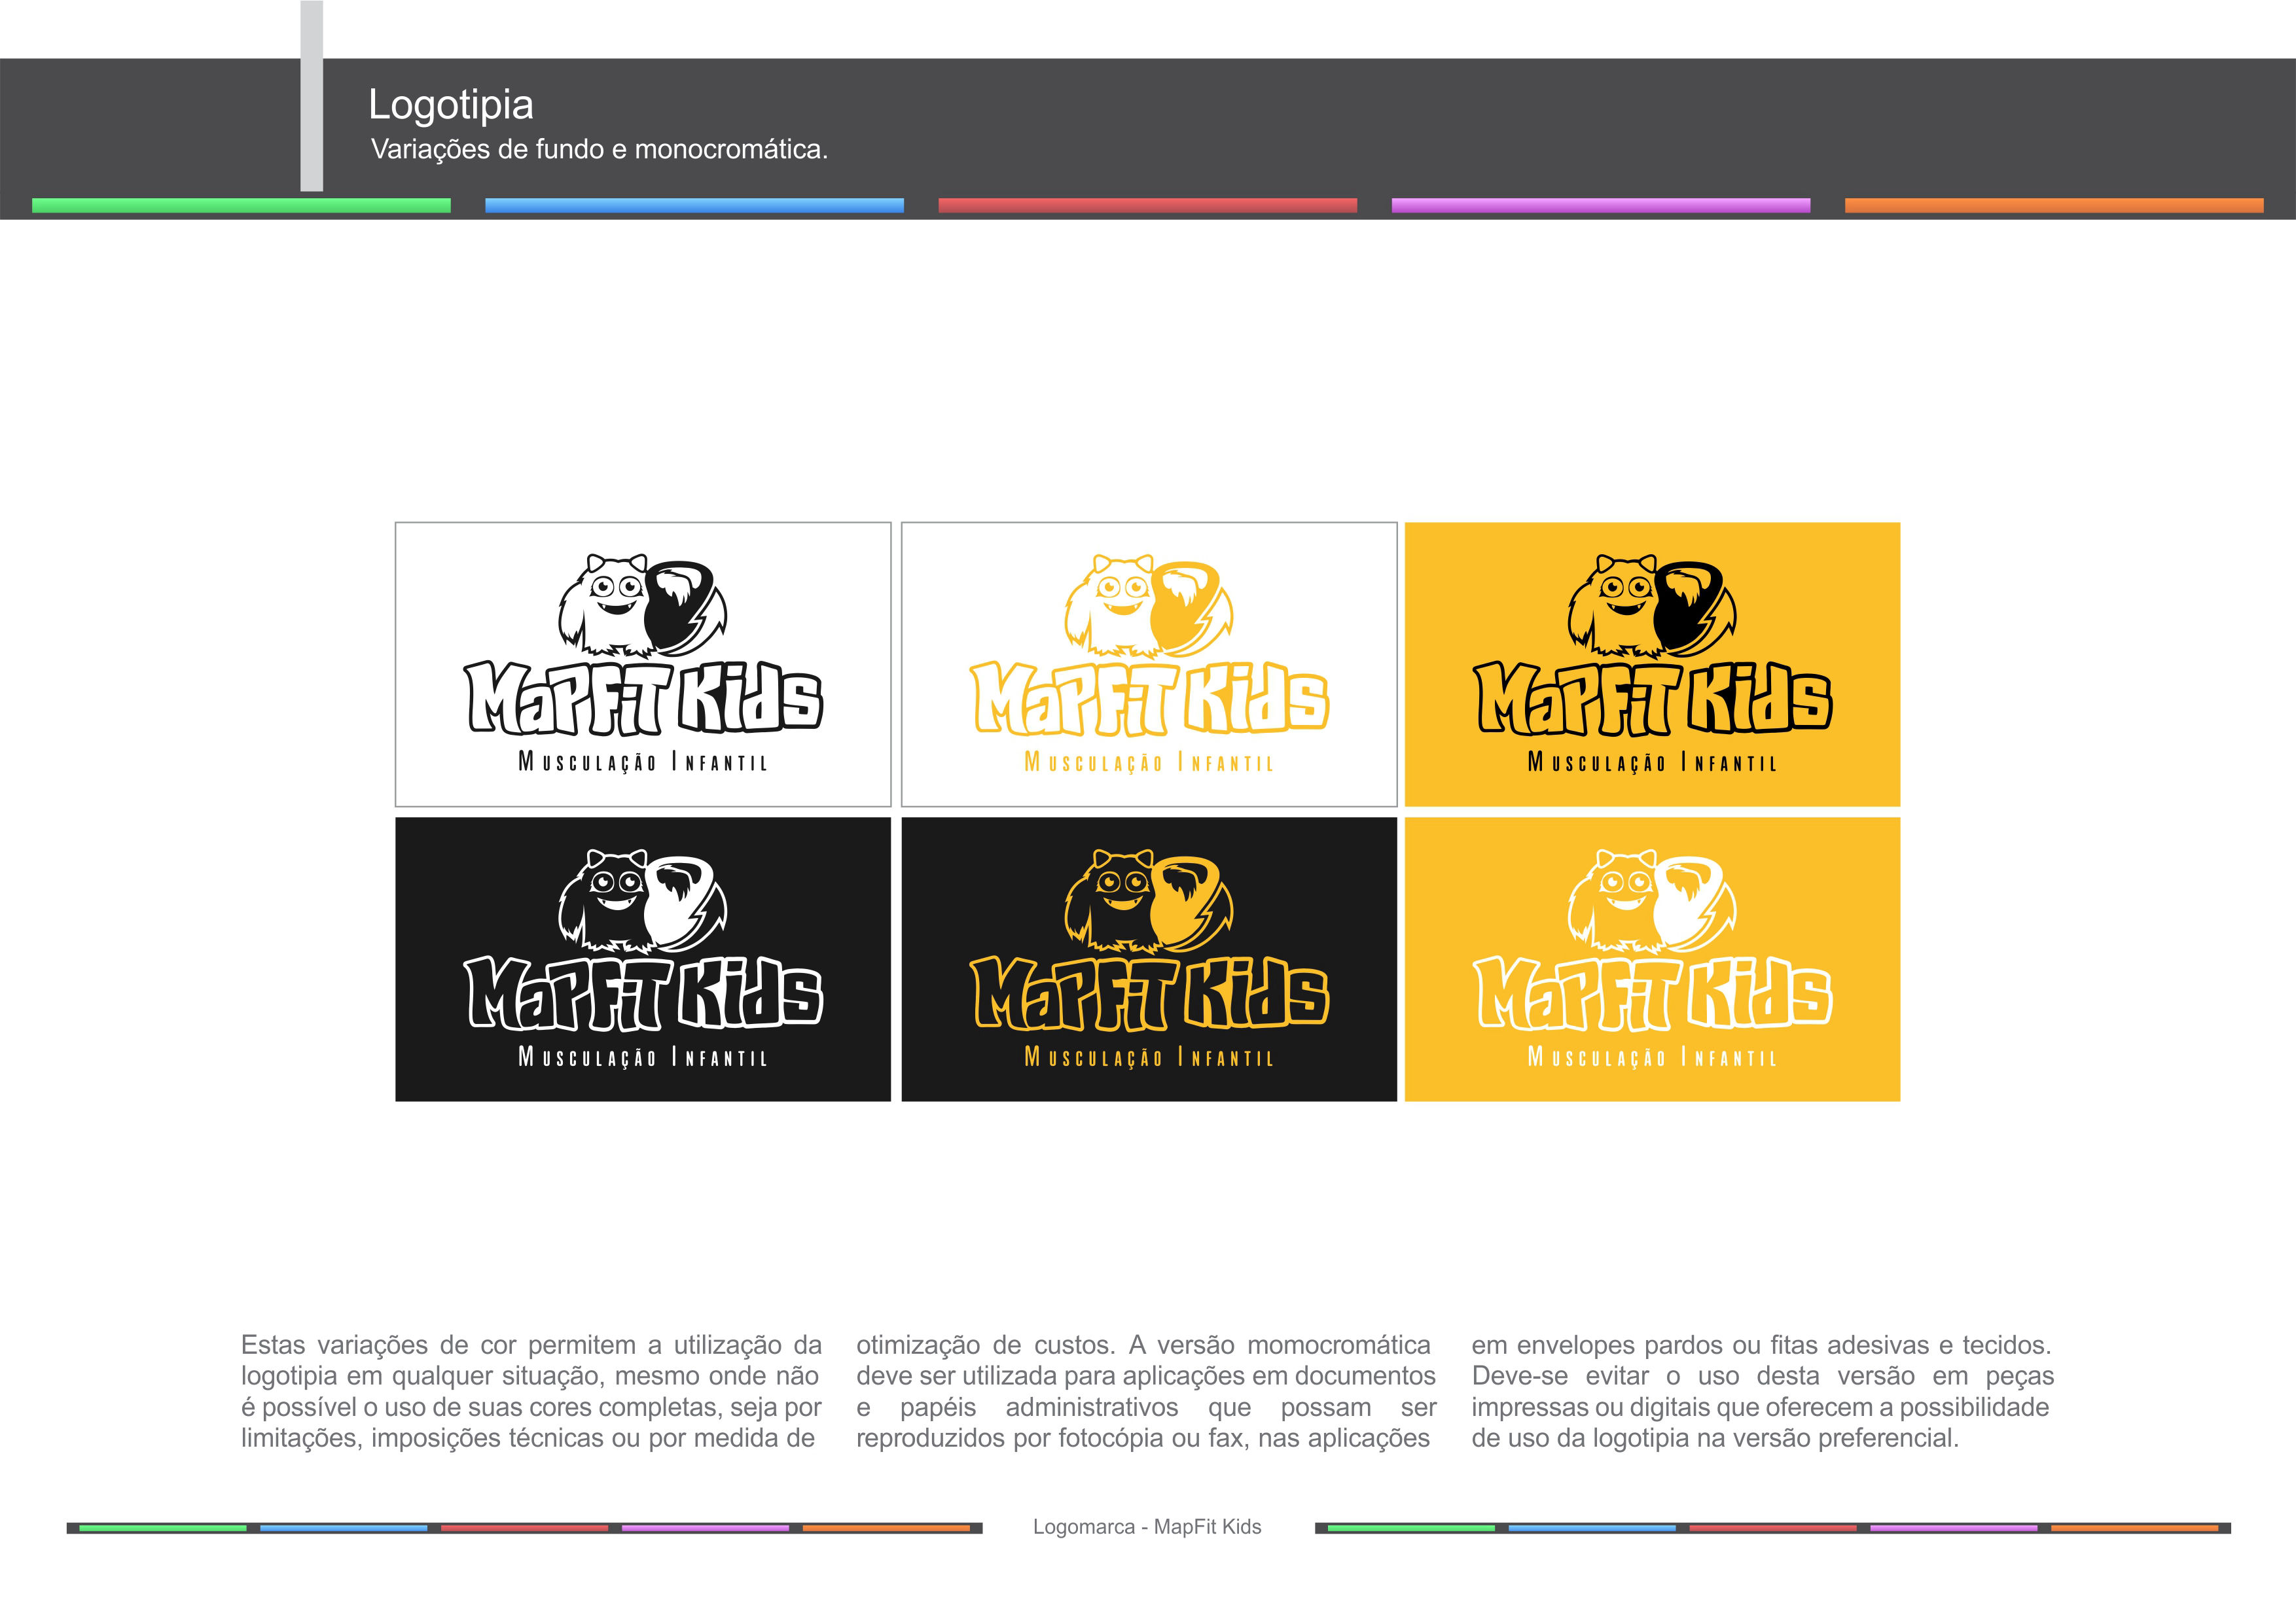 Logotipia
Variações de fundo e monocromática.
MaPFiT Kids
Musculação Infantil
MaPFiT Kids
Musculação Infantil
MaPFiT Kids
Musculação Infantil
MaPFiT Kids
Musculação Infantil
MaPFiT Kids
Musculação Infantil
MaPFiT Kids
Musculação Infantil
Estas variações de cor permitem a utilização da
logotipia em qualquer situação, mesmo onde não
é possível o uso de suas cores completas, seja por
limitações, imposições técnicas ou por medida de
otimização de custos. A versão momocromática
deve ser utilizada para aplicações em documentos
e papéis administrativos que possam ser
reproduzidos por fotocópia ou fax, nas aplicações
em envelopes pardos ou fitas adesivas e tecidos.
Deve-se evitar o uso desta versão em peças
impressas ou digitais que oferecem a possibilidade
de uso da logotipia na versão preferencial.
Logomarca - MapFit Kids